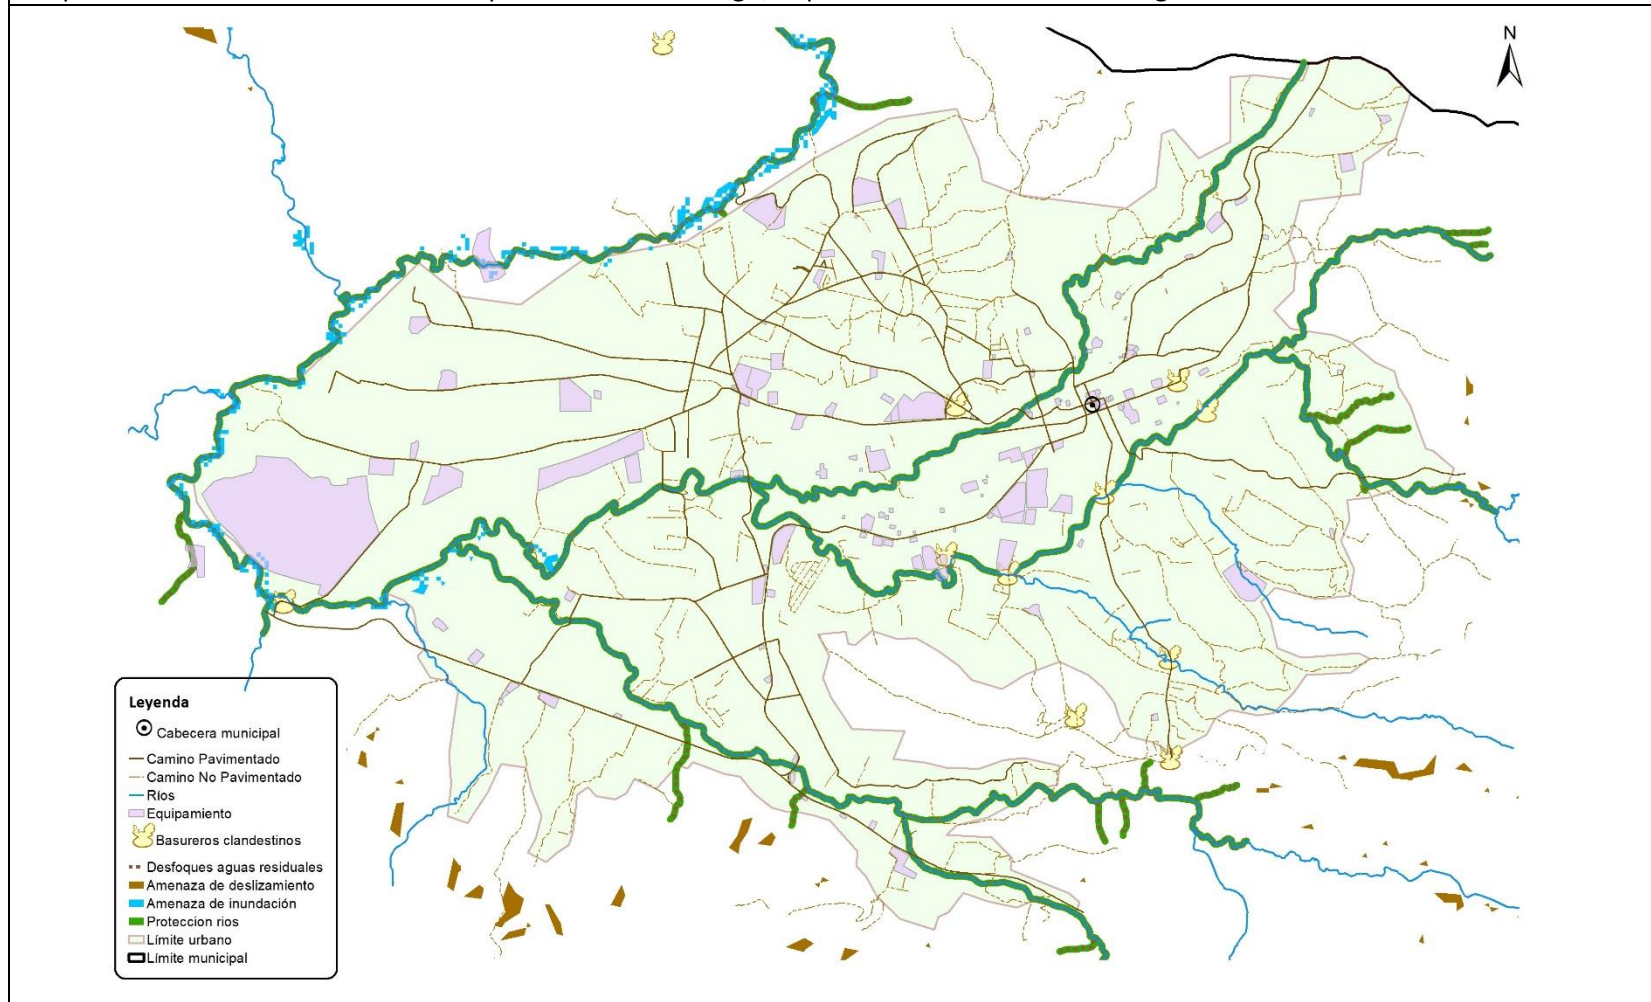 N
Leyenda
Cabecera municipal
Camino Pavimentado
Camino No Pavimentado
Ríos
Equipamiento
Basureros clandestinos
Desfoques aguas residuales
Amenaza de deslizamiento
Amenaza de inundación
Proteccion rios
Límite urbano
Límite municipal